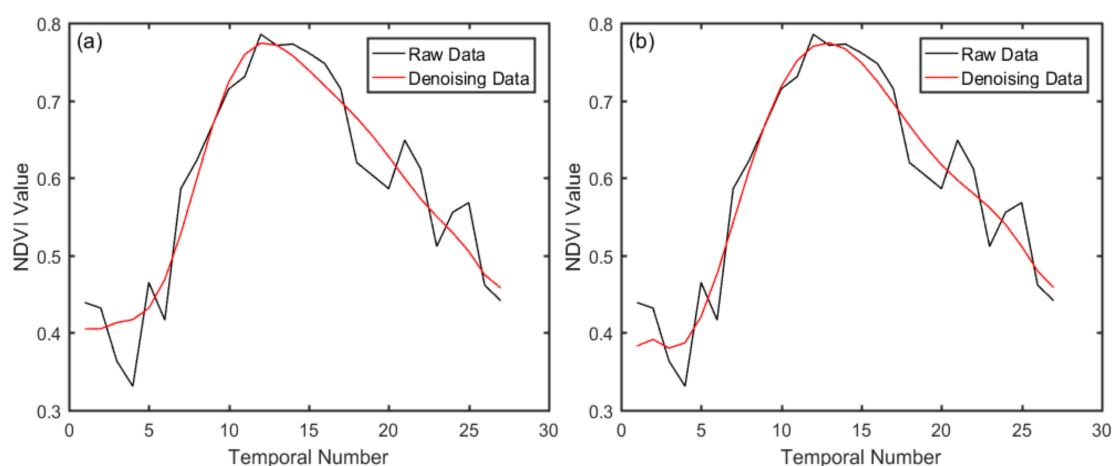 (a)
Raw Data
Denoising Data
NDVI Value
0.8
0.7
0.6
0.5
0.4
0.3
0 5 10 15 20 25 30
Temporal Number
(b)
Raw Data
Denoising Data
NDVI Value
0.8
0.7
0.6
0.5
0.4
0.3
0 5 10 15 20 25 30
Temporal Number